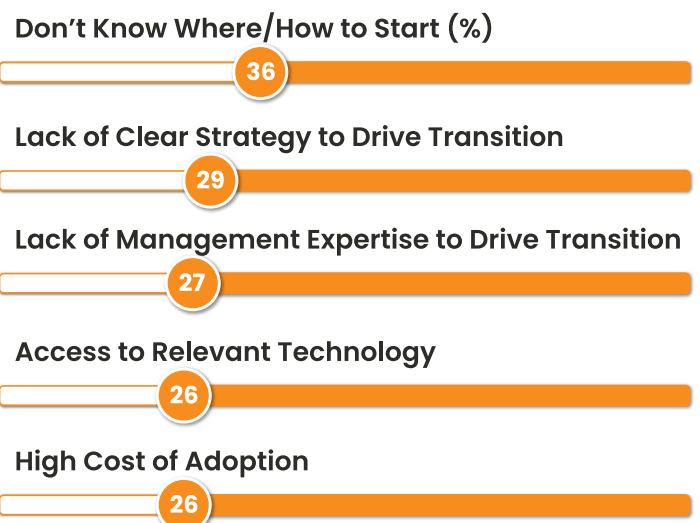 Don’t Know Where/How to Start (%)
36
Lack of Clear Strategy to Drive Transition
29
Lack of Management Expertise to Drive Transition
27
Access to Relevant Technology
26
High Cost of Adoption
26